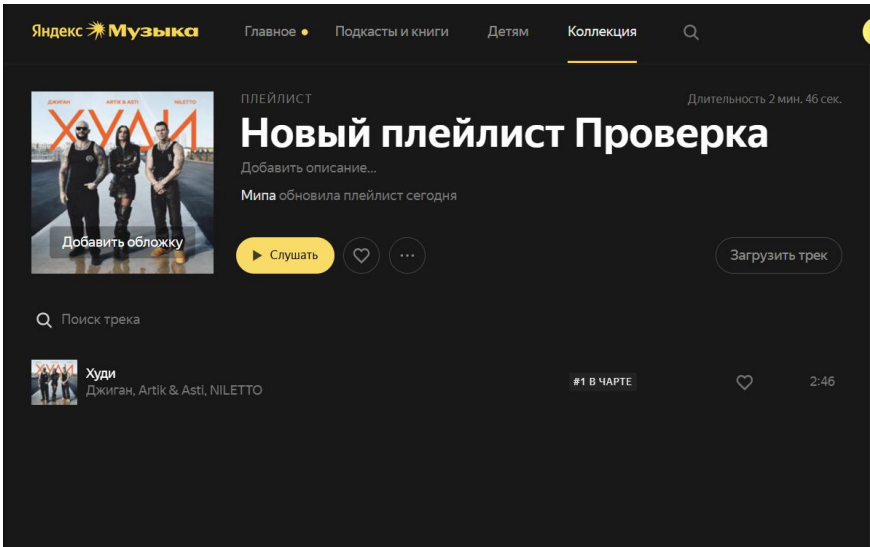 Яндекс Музыка
Главное
Подкасты и книги
Детям
Коллекция
ДЖИГАН ARTIK & ASTI NILETTO
ХУДИ
Добавить обложку
ПЛЕЙЛИСТ
Длительность 2 мин. 46 сек.
Новый плейлист Проверка
Добавить описание...
Мипа обновила плейлист сегодня
Слушать
Загрузить трек
Поиск трека
ХУДИ
Худи
Джиган, Artik & Asti, NILETTO
#1 В ЧАРТЕ
2:46